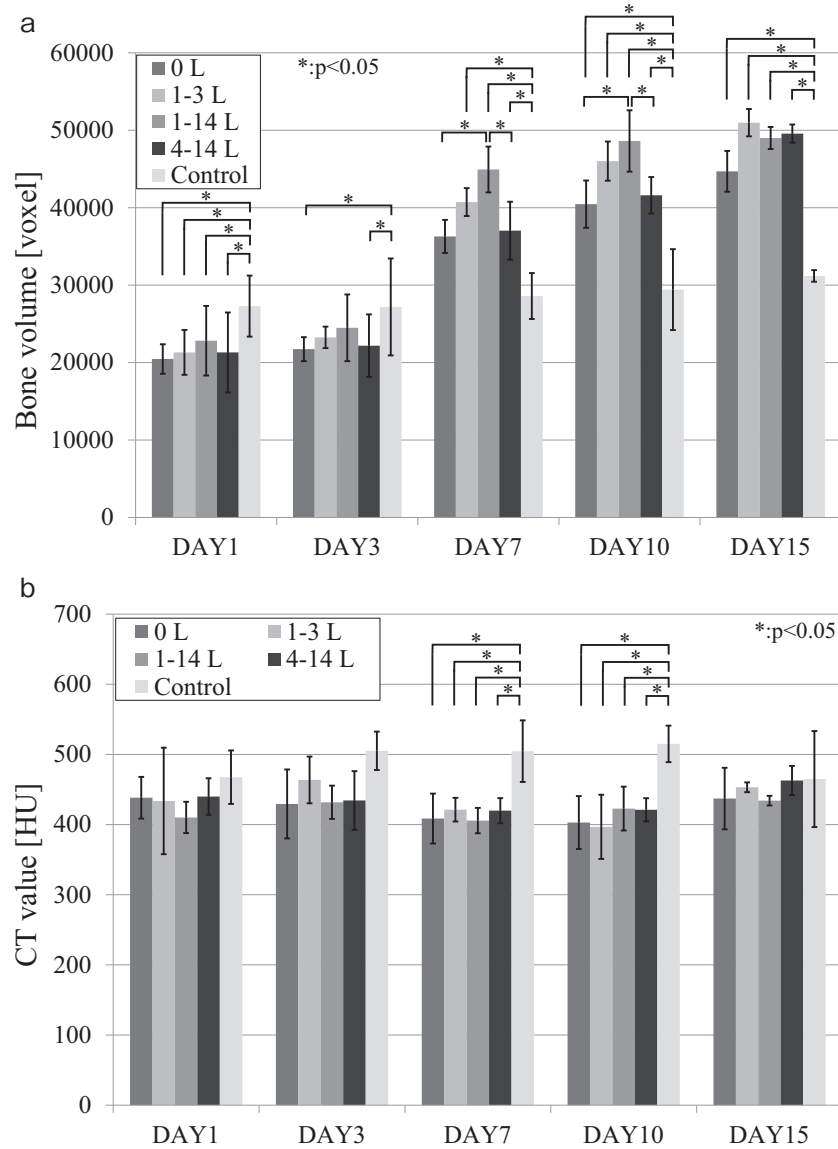 a
Bone volume [voxel]
60000
50000
40000
30000
20000
10000
0
0 L
1-3 L
1-14 L
4-14 L
Control
*:p<0.05
* * * *
* *
* * * * *
* * * * * *
* * * *
DAY1 DAY3 DAY7 DAY10 DAY15
b
CT value [HU]
700
600
500
400
300
200
100
0
0 L 1-3 L
1-14 L 4-14 L
Control
*:p<0.05
* * * *
* * * *
DAY1 DAY3 DAY7 DAY10 DAY15